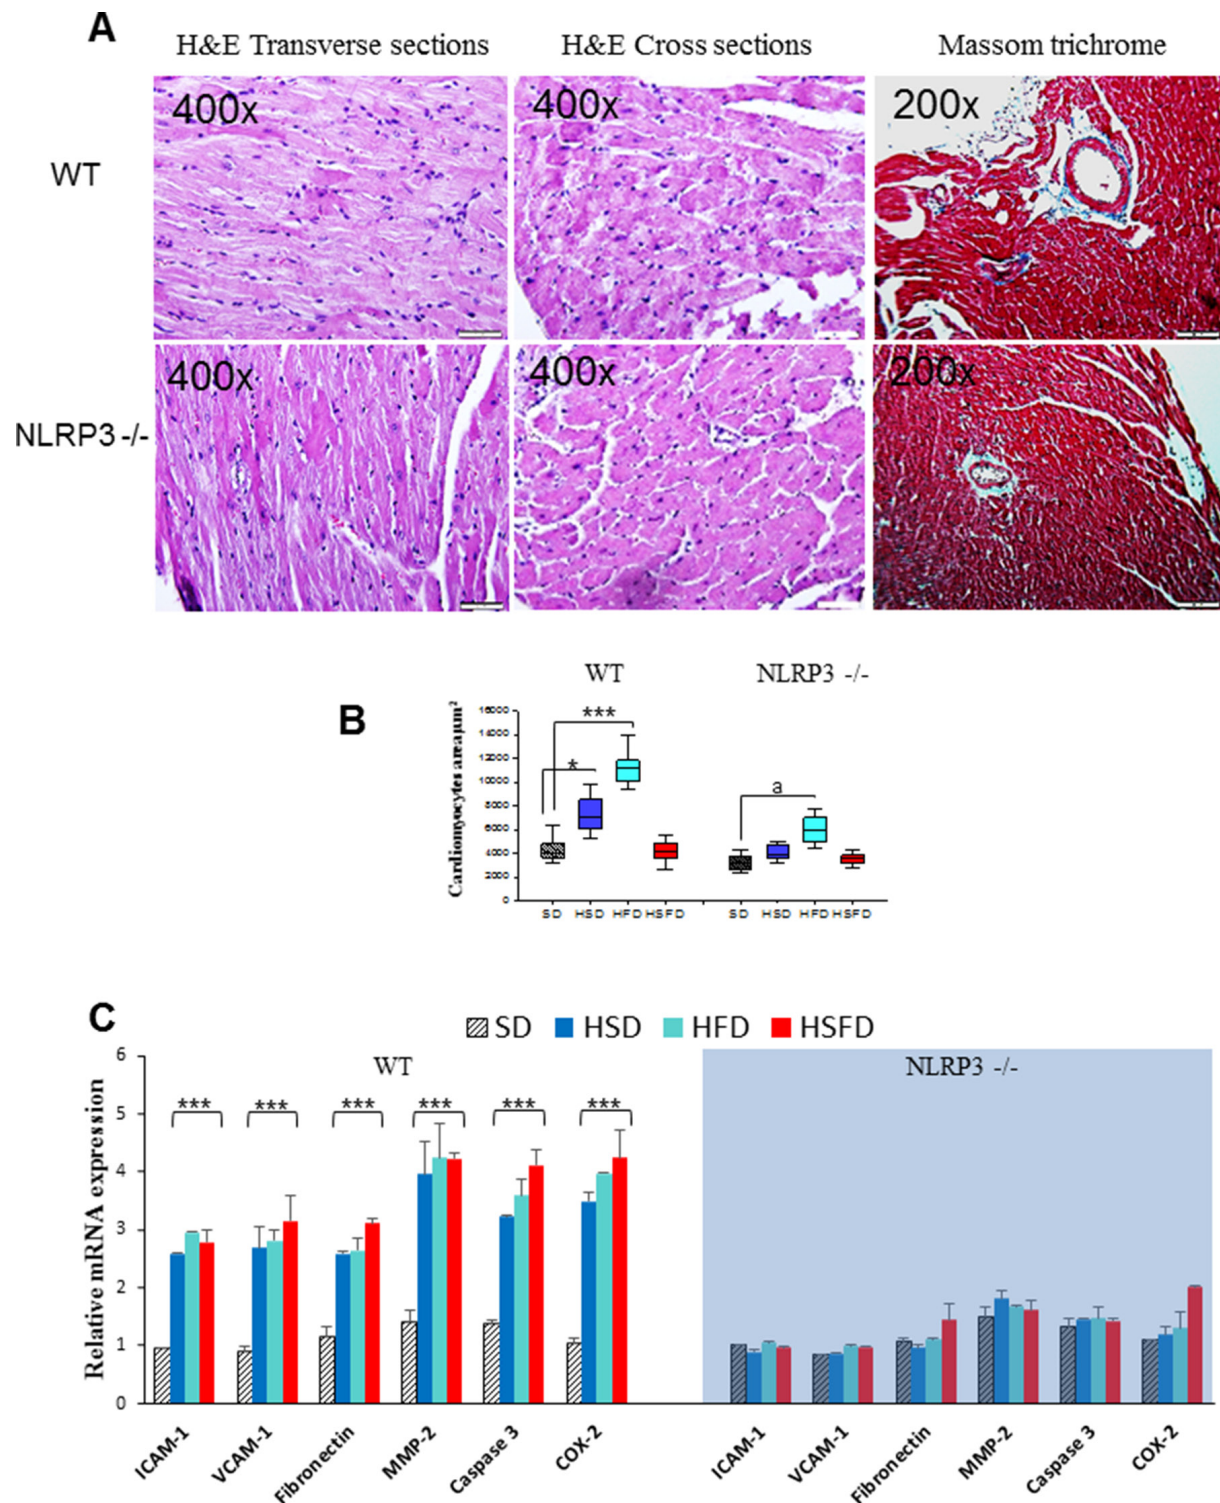 A
H&E Transverse sections
H&E Cross sections
Massom trichrome
WT
400x
400x
200x
NLRP3 -/-
400x
400x
200x
B
WT
NLRP3 -/-
Cardiomyocytes area µm²
16000
14000
12000
10000
8000
6000
4000
2000
0
***
*
a
SD HSD HFD HSFD
SD HSD HFD HSFD
C
SD HSD HFD HSFD
WT
NLRP3 -/-
Relative mRNA expression
6
5
4
3
2
1
0
*** *** *** *** *** ***
ICAM-1 VCAM-1 Fibronectin MMP-2 Caspase 3 COX-2
ICAM-1 VCAM-1 Fibronectin MMP-2 Caspase 3 COX-2